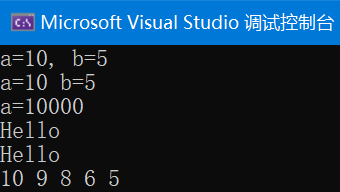 Microsoft Visual Studio 调试控制台
a=10, b=5
a=10 b=5
a=10000
Hello
Hello
10 9 8 6 5